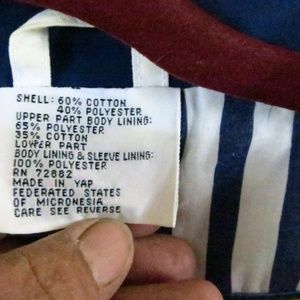 SHELL: 60% COTTON
40% POLYESTER
UPPER PART BODY LINING:
65% POLYESTER
35% COTTON
LOWER PART
BODY LINING & SLEEVE LINING:
100% POLYESTER
RN 72882
MADE IN YAP
FEDERATED STATES
OF MICRONESIA
CARE SEE REVERSE